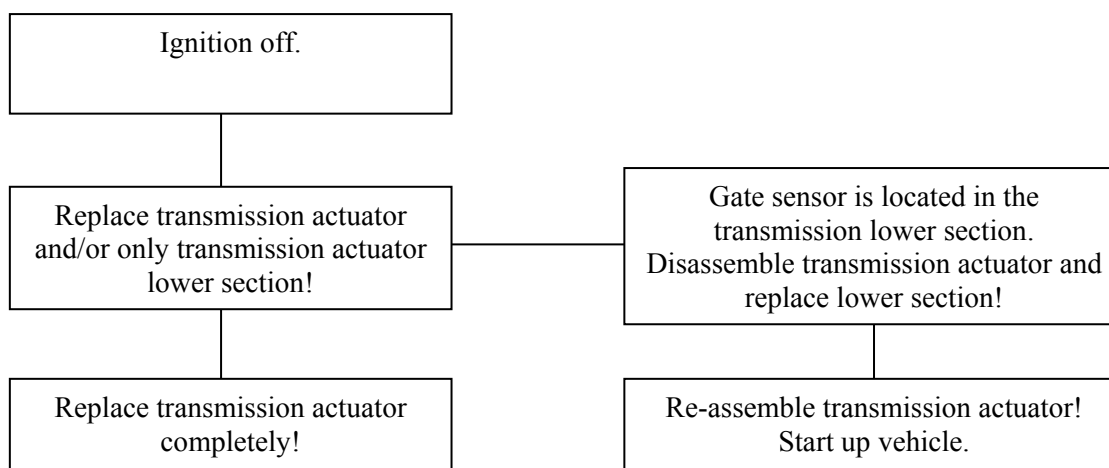 Ignition off.
Replace transmission actuator
and/or only transmission actuator
lower section!
Gate sensor is located in the
transmission lower section.
Disassemble transmission actuator and
replace lower section!
Replace transmission actuator
completely!
Re-assemble transmission actuator!
Start up vehicle.